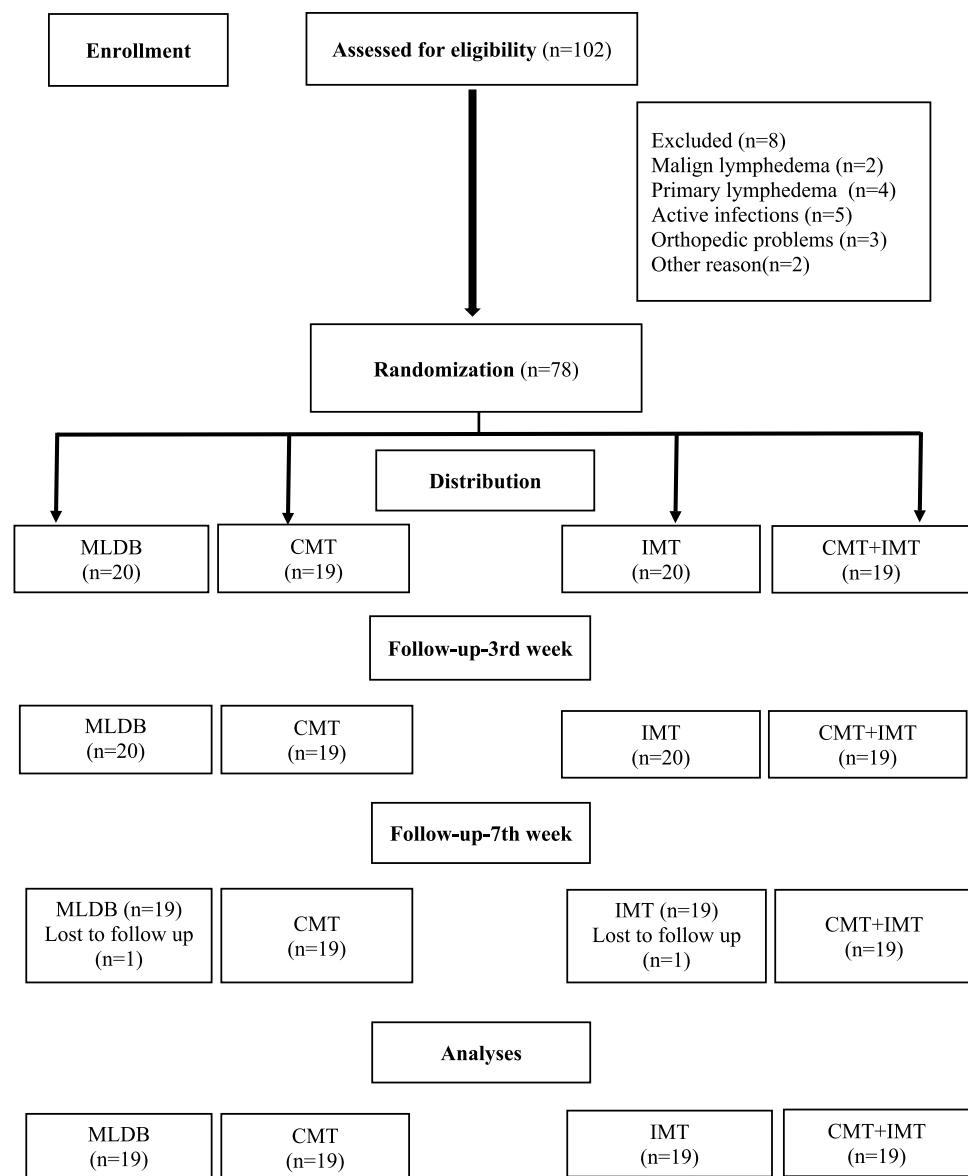 Enrollment
Assessed for eligibility (n=102)
Excluded (n=8)
Malign lymphedema (n=2)
Primary lymphedema (n=4)
Active infections (n=5)
Orthopedic problems (n=3)
Other reason(n=2)
Randomization (n=78)
Distribution
MLDB
(n=20)
CMT
(n=19)
IMT
(n=20)
CMT+IMT
(n=19)
Follow-up-3rd week
MLDB
(n=20)
CMT
(n=19)
IMT
(n=20)
CMT+IMT
(n=19)
Follow-up-7th week
MLDB (n=19)
Lost to follow up
(n=1)
CMT
(n=19)
IMT (n=19)
Lost to follow up
(n=1)
CMT+IMT
(n=19)
Analyses
MLDB
(n=19)
CMT
(n=19)
IMT
(n=19)
CMT+IMT
(n=19)